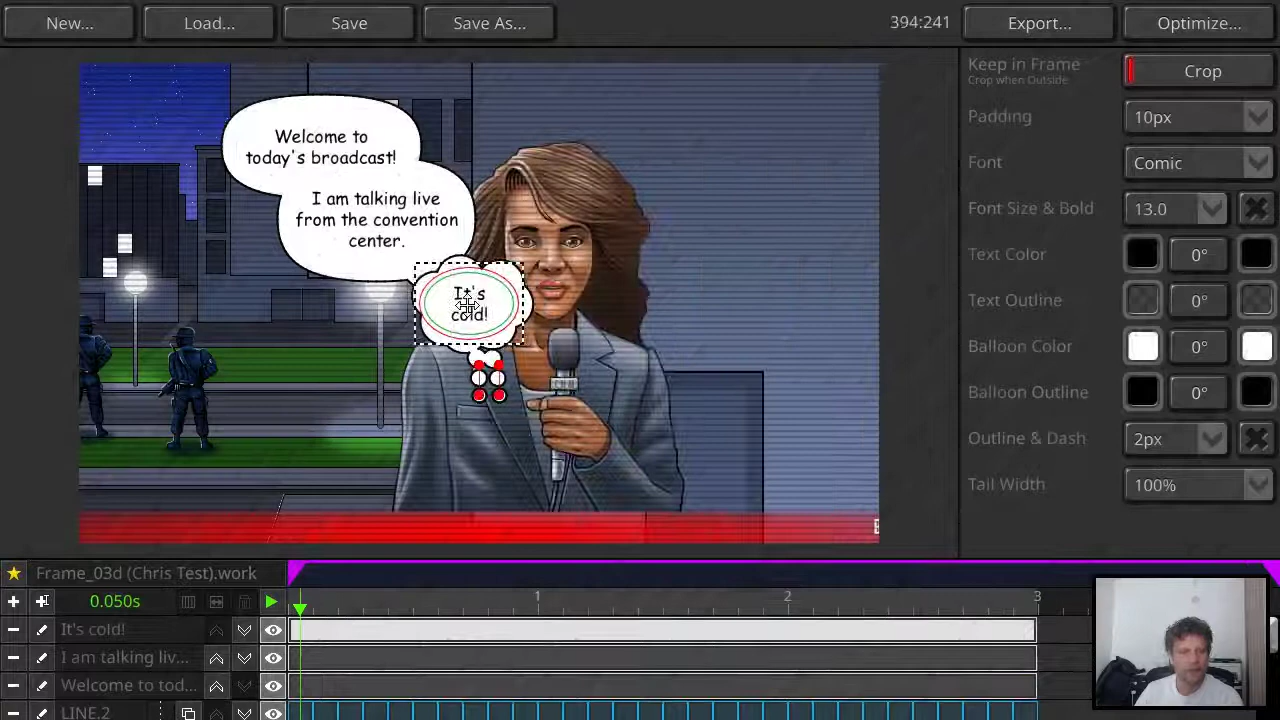 New...
Load...
Save
Save As...
394:241
Export...
Optimize...
Keep in Frame
Crop when Outside
Crop
Padding
10px
Font
Comic
Font Size & Bold
13.0
Text Color
0°
Text Outline
0°
Balloon Color
0°
Balloon Outline
0°
Outline & Dash
2px
Tail Width
100%
Welcome to
today's broadcast!
I am talking live
from the convention
center.
It's
cold!
Frame_03d (Chris Test).work
0.050s
1
2
3
It's cold!
I am talking liv...
Welcome to tod...
LINE.2